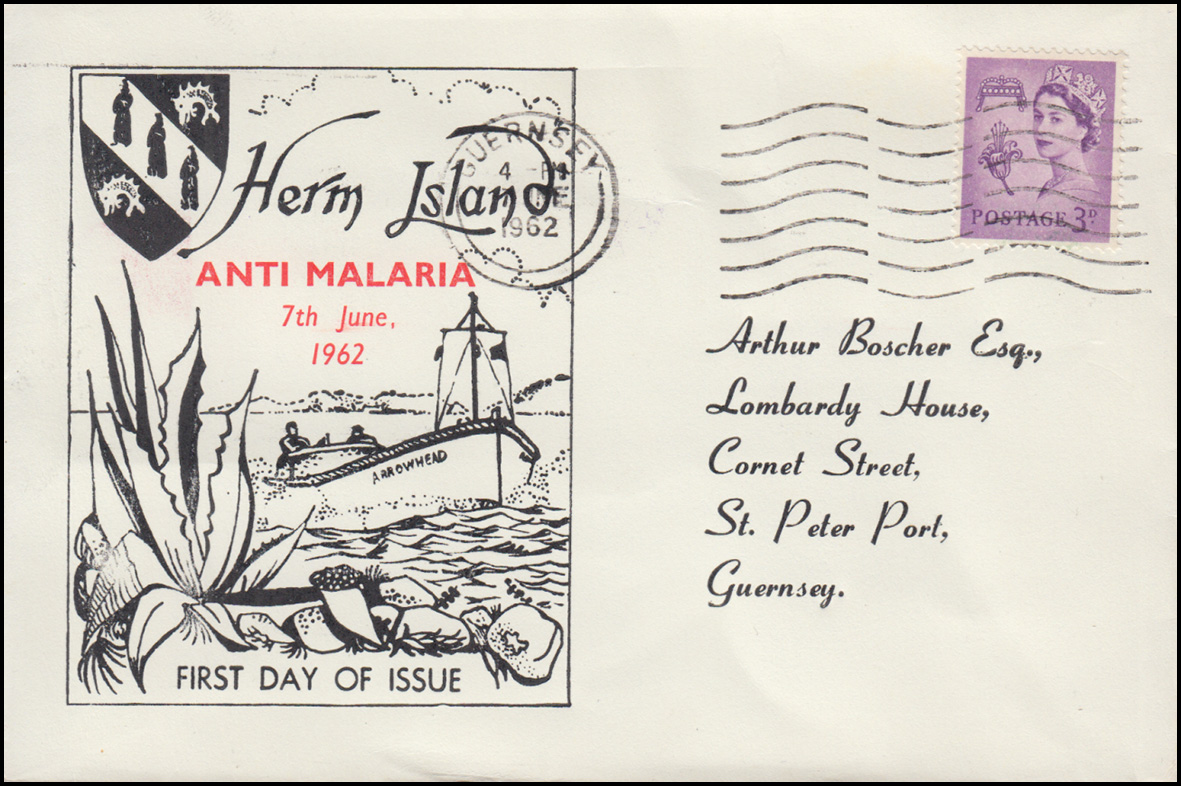 Herm Island
ANTI MALARIA
7th June,
1962
ARROWHEAD
FIRST DAY OF ISSUE
GUERNSEY
4 - PM
JNE
1962
POSTAGE 3D
Arthur Boscher Esq.,
Lombardy House,
Cornet Street,
St. Peter Port,
Guernsey.